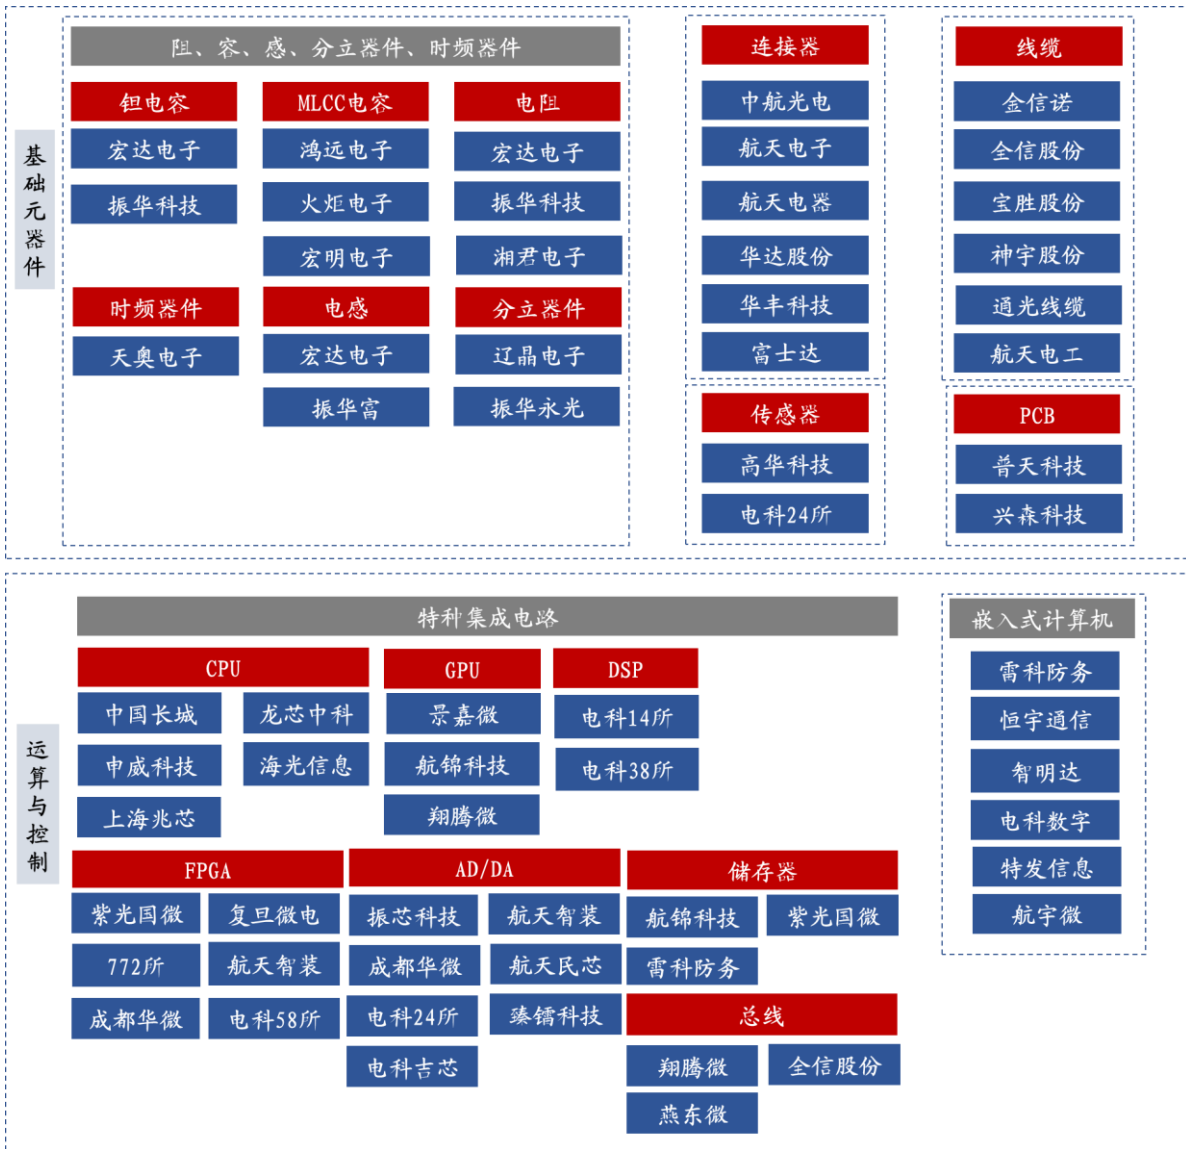 基础元器件
阻、容、感、分立器件、时频器件
钽电容
宏达电子
振华科技
MLCC电容
鸿远电子
火炬电子
宏明电子
电阻
宏达电子
振华科技
湘君电子
时频器件
天奥电子
电感
宏达电子
振华富
分立器件
辽晶电子
振华永光
连接器
中航光电
航天电子
航天电器
华达股份
华丰科技
富士达
传感器
高华科技
电科24所
线缆
金信诺
全信股份
宝胜股份
神宇股份
通光线缆
航天电工
PCB
普天科技
兴森科技
运算与控制
特种集成电路
CPU
中国长城
龙芯中科
申威科技
海光信息
上海兆芯
GPU
景嘉微
航锦科技
翔腾微
DSP
电科14所
电科38所
FPGA
紫光国微
复旦微电
772所
航天智装
成都华微
电科58所
AD/DA
振芯科技
航天智装
成都华微
航天民芯
电科24所
臻镭科技
电科吉芯
储存器
航锦科技
紫光国微
雷科防务
总线
翔腾微
全信股份
燕东微
嵌入式计算机
雷科防务
恒宇通信
智明达
电科数字
特发信息
航宇微